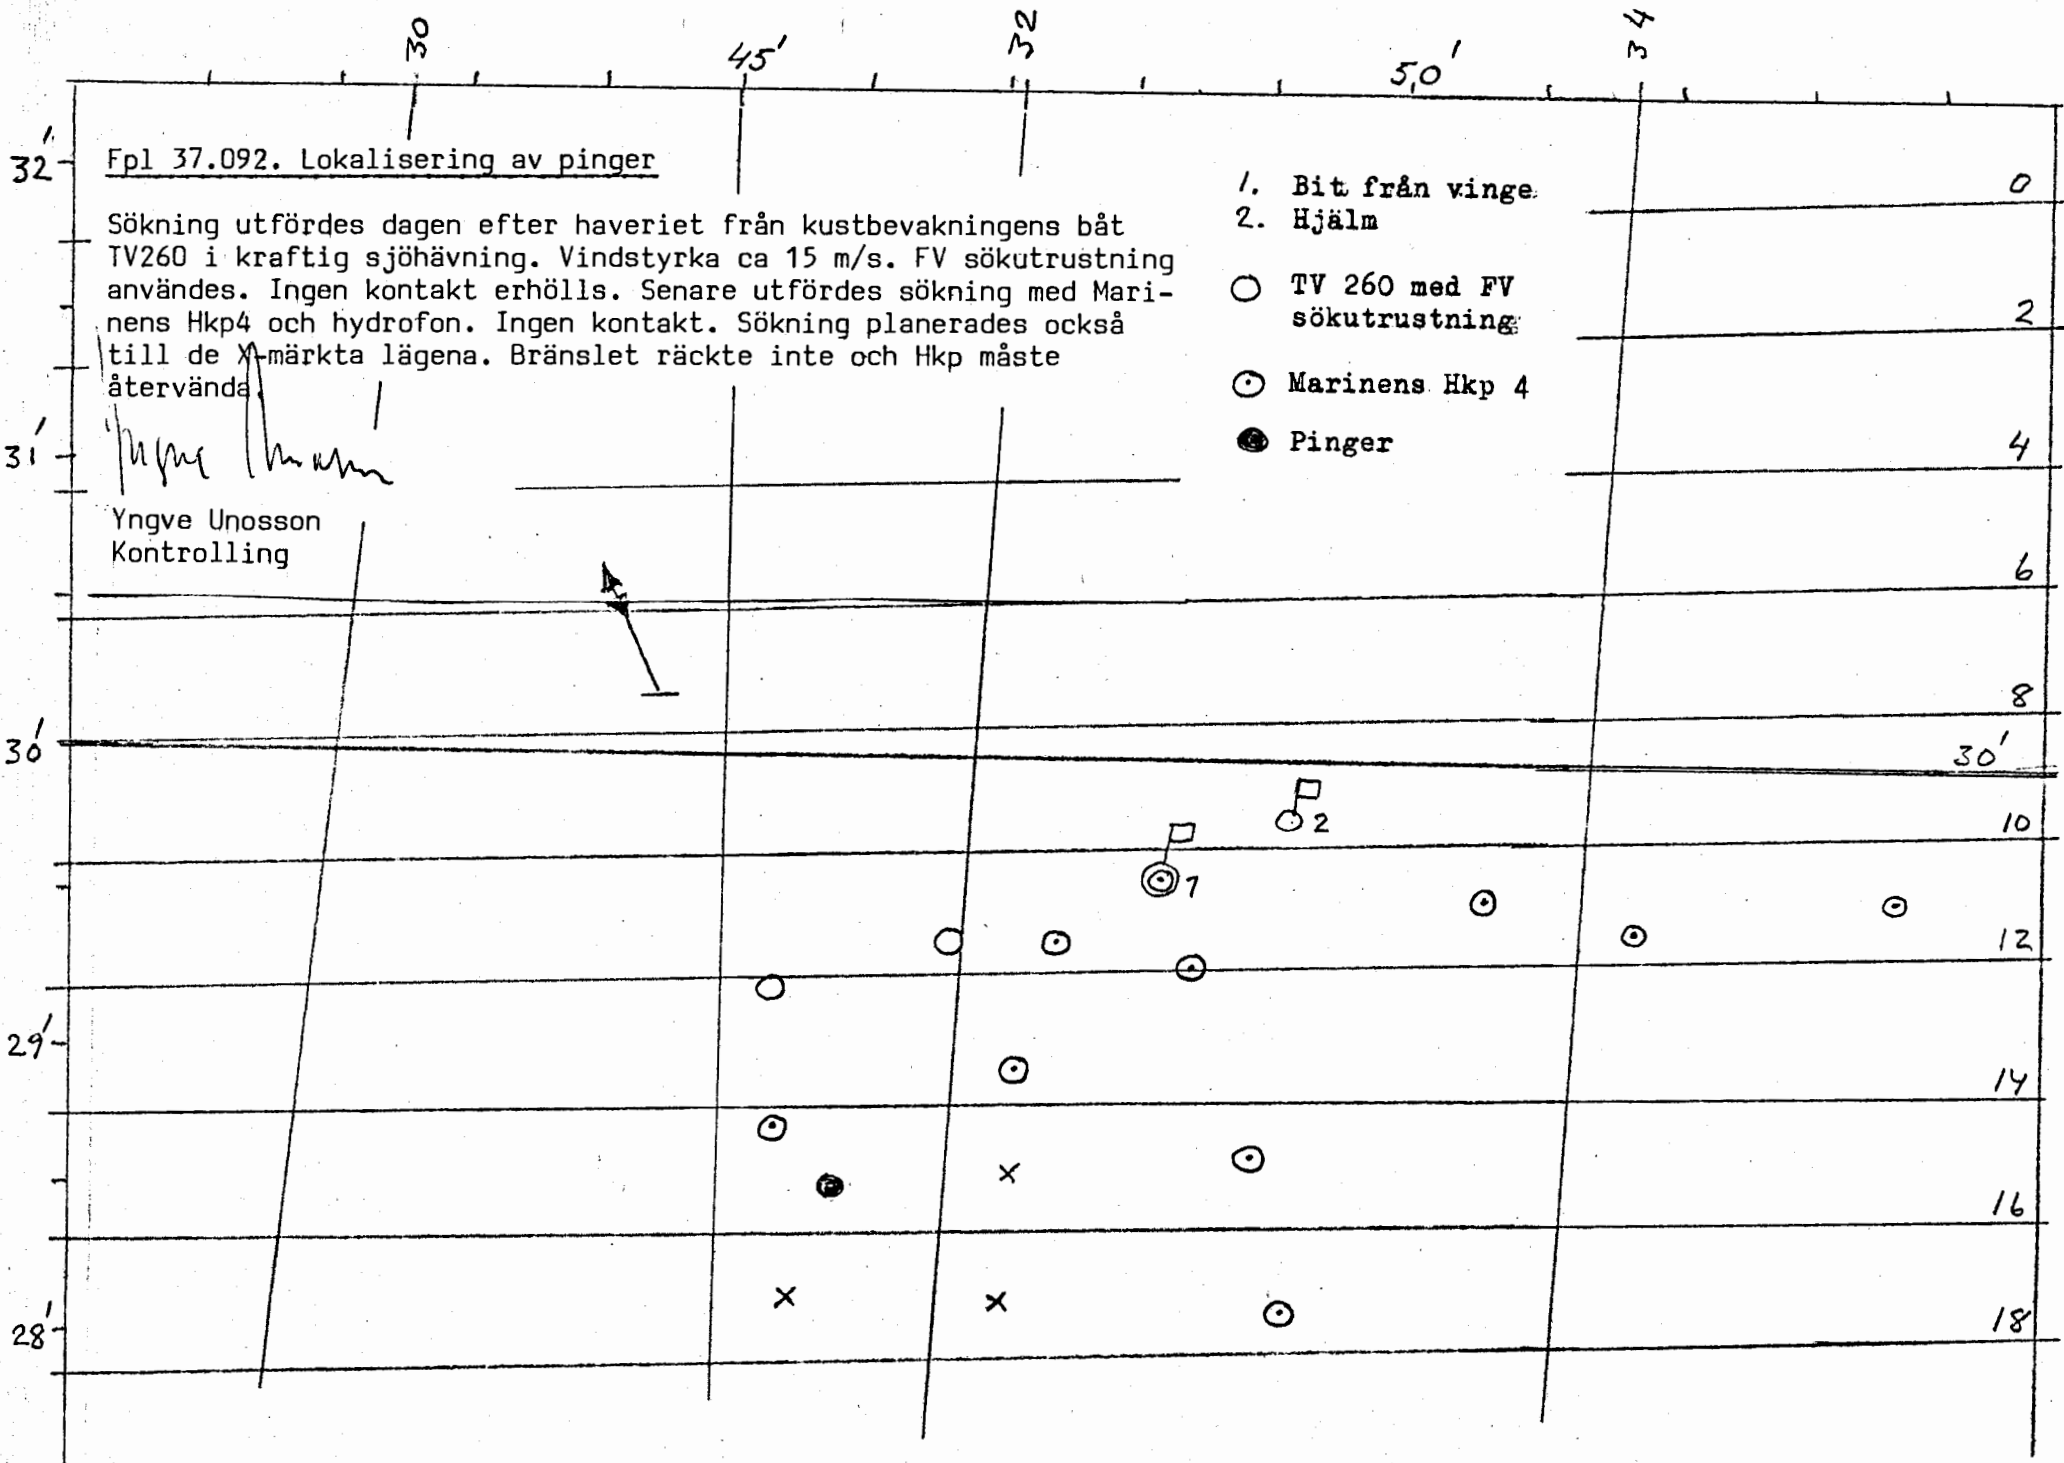 30
45'
32
5,0'
34
32'
Fpl 37.092. Lokalisering av pinger
Sökning utfördes dagen efter haveriet från kustbevakningens båt
TV260 i kraftig sjöhävning. Vindstyrka ca 15 m/s. FV sökutrustning
användes. Ingen kontakt erhölls. Senare utfördes sökning med Mari-
nens Hkp4 och hydrofon. Ingen kontakt. Sökning planerades också
till de X-märkta lägena. Bränslet räckte inte och Hkp måste
återvända.
Yngve Unosson
Yngve Unosson
Kontrolling
1. Bit från vinge
2. Hjälm
TV 260 med FV
sökutrustning
Marinens Hkp 4
Pinger
0
2
31'
4
6
8
30'
30'
2
10
1
12
29'
14
x
16
x
x
28'
18